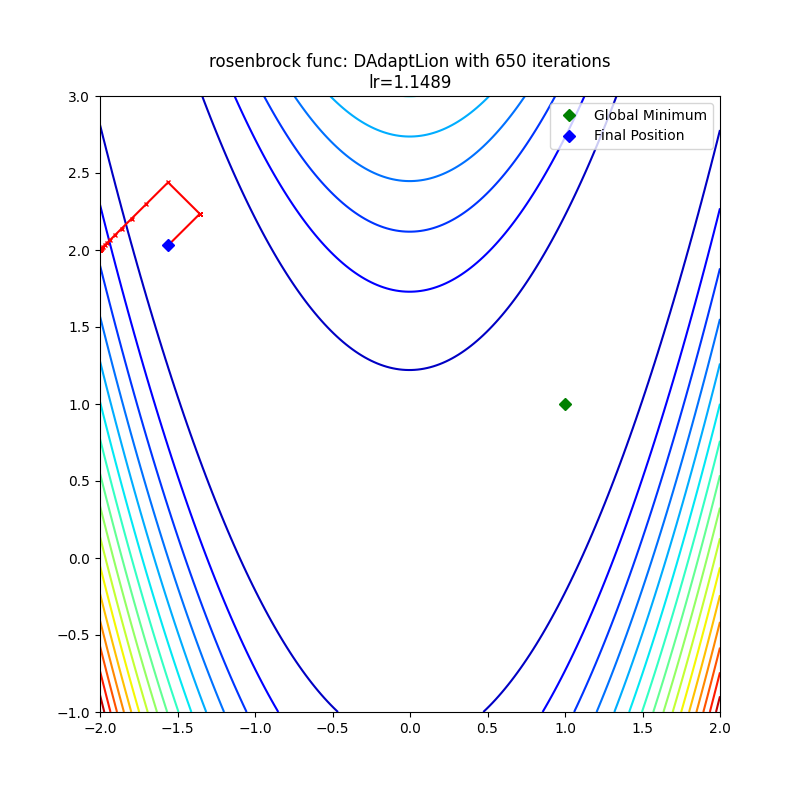 rosenbrock func: DAdaptLion with 650 iterations
lr=1.1489
Global Minimum
Final Position
3.0
2.5
2.0
1.5
1.0
0.5
0.0
−0.5
−1.0
−2.0 −1.5 −1.0 −0.5 0.0 0.5 1.0 1.5 2.0